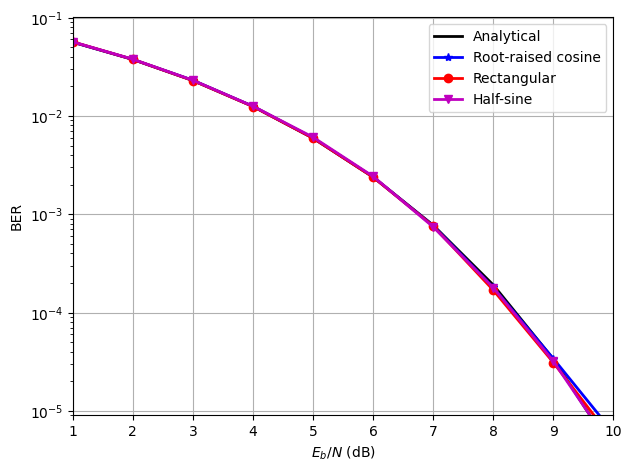 10⁻¹
10⁻²
10⁻³
10⁻⁴
10⁻⁵
BER
Analytical
Root-raised cosine
Rectangular
Half-sine
1 2 3 4 5 6 7 8 9 10
E_b/N (dB)